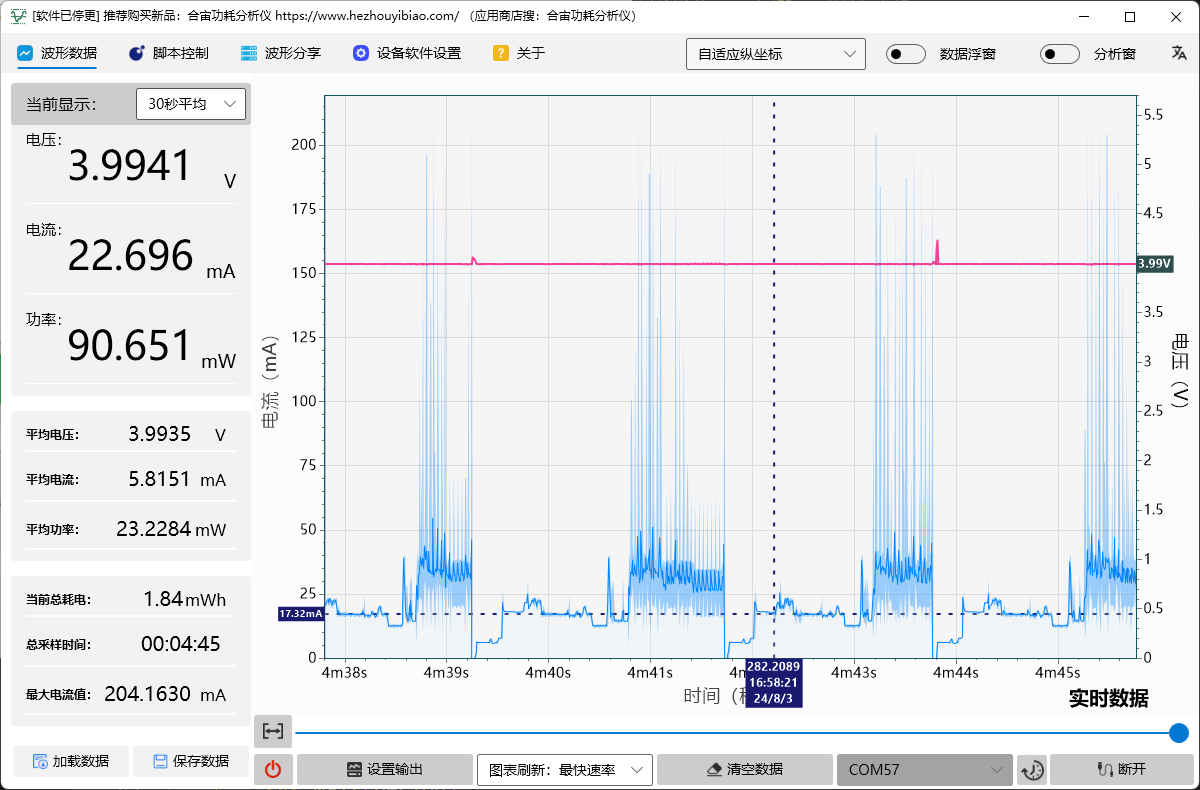 [软件已停更] 推荐购买新品：合宙功耗分析仪 https://www.hezhouyibiao.com/ （应用商店搜：合宙功耗分析仪）
波形数据 脚本控制 波形分享 设备软件设置 ? 关于 自适应纵坐标 数据浮窗 分析窗
当前显示： 30秒平均
电压：
3.9941 V
电流：
22.696 mA
功率：
90.651 mW
平均电压： 3.9935 V
平均电流： 5.8151 mA
平均功率： 23.2284 mW
当前总耗电： 1.84 mWh
总采样时间： 00:04:45
最大电流值： 204.1630 mA
加载数据 保存数据
电流（mA）
200
175
150
125
100
75
50
25
0
17.32mA
5.5
5
4.5
3.99V
3.5
3
2.5
2
1.5
1
0.5
0
电压（V）
4m38s 4m39s 4m40s 4m41s 4m43s 4m44s 4m45s
282.2089
16:58:21
24/8/3
时间
实时数据
设置输出 图表刷新：最快速率 清空数据 COM57 断开